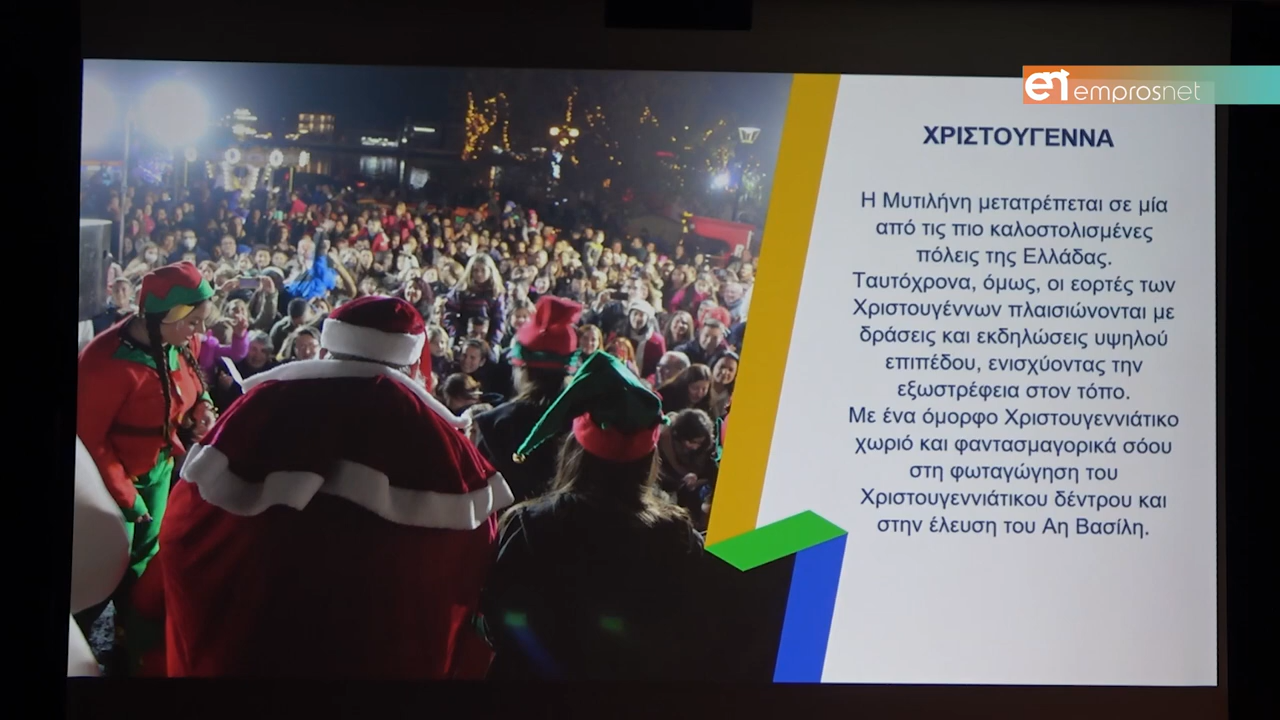 emprosnet
ΧΡΙΣΤΟΥΓΕΝΝΑ
Η Μυτιλήνη μετατρέπεται σε μία
από τις πιο καλοστολισμένες
πόλεις της Ελλάδας.
Ταυτόχρονα, όμως, οι εορτές των
Χριστουγέννων πλαισιώνονται με
δράσεις και εκδηλώσεις υψηλού
επιπέδου, ενισχύοντας την
εξωστρέφεια στον τόπο.
Με ένα όμορφο Χριστουγεννιάτικο
χωριό και φαντασμαγορικά σόου
στη φωταγώγηση του
Χριστουγεννιάτικου δέντρου και
στην έλευση του Αη Βασίλη.